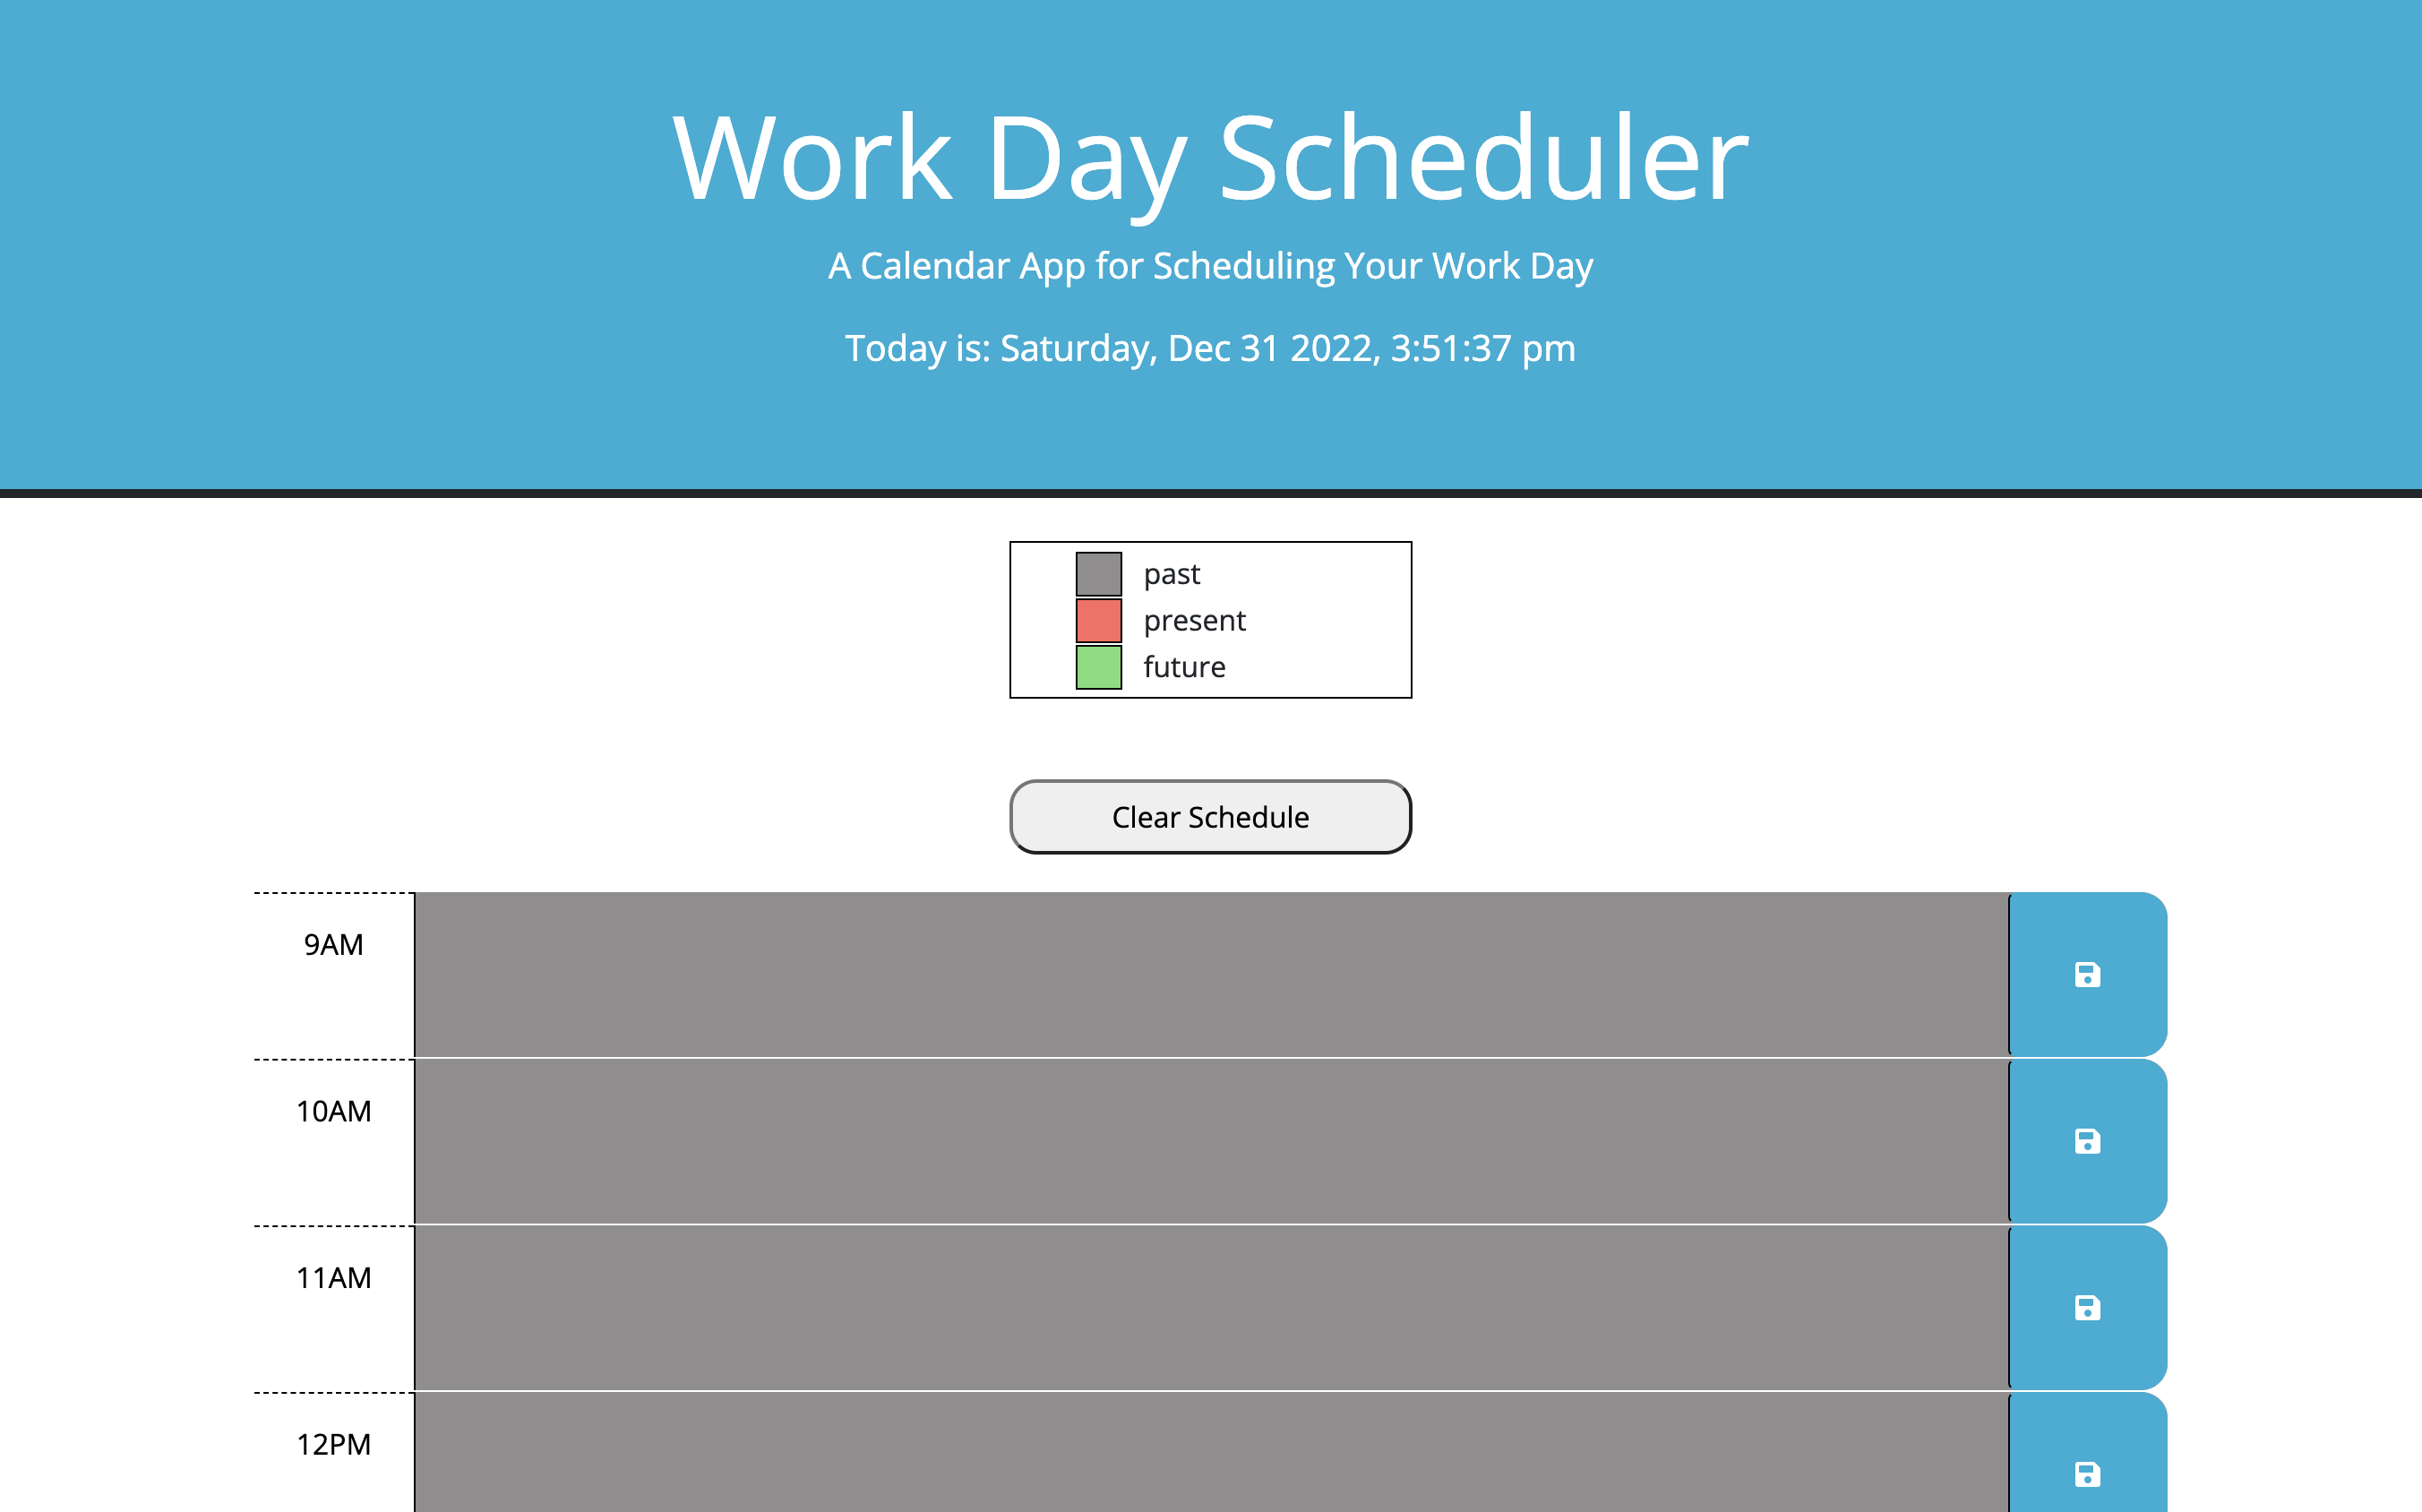 Work Day Scheduler
A Calendar App for Scheduling Your Work Day
Today is: Saturday, Dec 31 2022, 3:51:37 pm
past
present
future
Clear Schedule
9AM
10AM
11AM
12PM